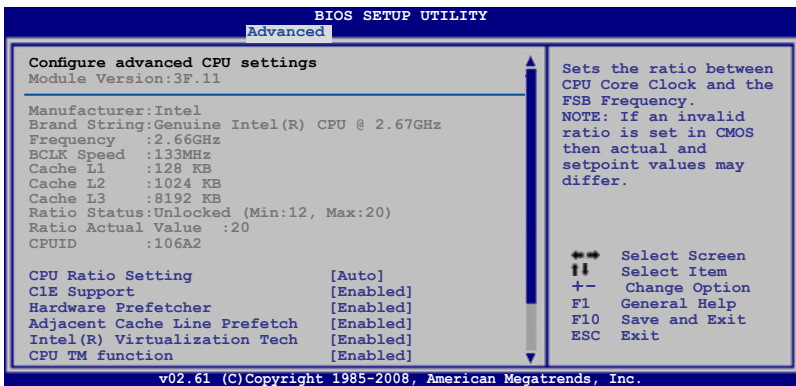 BIOS SETUP UTILITY
Advanced
Configure advanced CPU settings
Module Version:3F.11
Manufacturer:Intel
Brand String:Genuine Intel(R) CPU @ 2.67GHz
Frequency :2.66GHz
BCLK Speed :133MHz
Cache L1 :128 KB
Cache L2 :1024 KB
Cache L3 :8192 KB
Ratio Status:Unlocked (Min:12, Max:20)
Ratio Actual Value :20
CPUID :106A2
CPU Ratio Setting [Auto]
C1E Support [Enabled]
Hardware Prefetcher [Enabled]
Adjacent Cache Line Prefetch [Enabled]
Intel(R) Virtualization Tech [Enabled]
CPU TM function [Enabled]
Sets the ratio between
CPU Core Clock and the
FSB Frequency.
NOTE: If an invalid
ratio is set in CMOS
then actual and
setpoint values may
differ.
Select Screen
Select Item
+- Change Option
F1 General Help
F10 Save and Exit
ESC Exit
v02.61 (C)Copyright 1985-2008, American Megatrends, Inc.